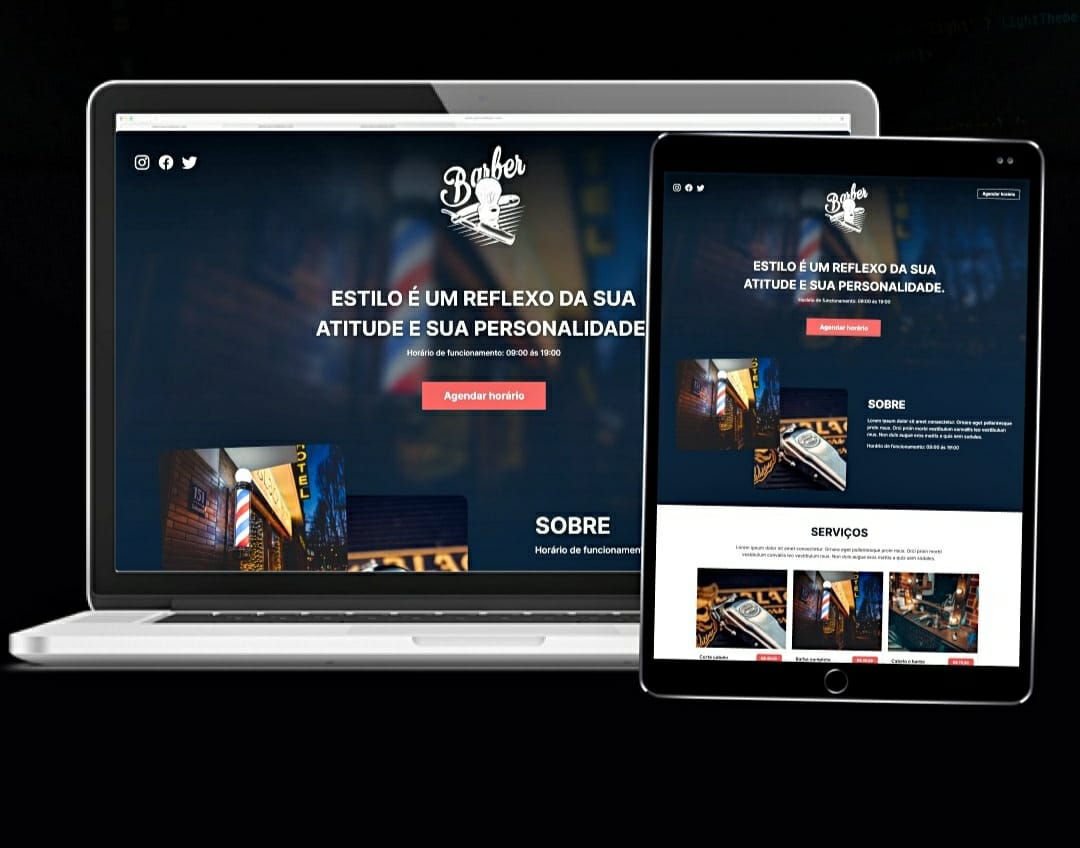 LightTheme
Barber
ESTILO É UM REFLEXO DA SUA
ATITUDE E SUA PERSONALIDADE
Horário de funcionamento: 09:00 ás 19:00
Agendar horário
151
HOTEL
SOBRE
Horário de funcionamen
Agendar horário
Barber
ESTILO É UM REFLEXO DA SUA
ATITUDE E SUA PERSONALIDADE.
Horário de funcionamento: 09:00 ás 19:00
Agendar horário
SOBRE
Lorem ipsum dolor sit amet consectetur. Ornare eget pellentesque
proin risus. Orci proin morbi vestibulum convallis leo vestibulum
risus. Non duis augue eros mattis a quis sem sodales.
Horário de funcionamento: 09:00 ás 19:00
SERVIÇOS
Lorem ipsum dolor sit amet consectetur. Ornare eget pellentesque proin risus. Orci proin morbi
vestibulum convallis leo vestibulum risus. Non duis augue eros mattis a quis sem sodales.
Corte cabelo
Barba completa
Cabelo e barba